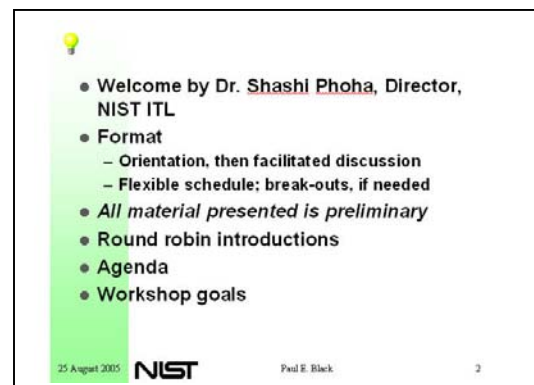 Welcome by Dr. Shashi Phoha, Director,
NIST ITL
Format
– Orientation, then facilitated discussion
– Flexible schedule; break-outs, if needed
All material presented is preliminary
Round robin introductions
Agenda
Workshop goals
25 August 2005 NIST Paul E. Black 2